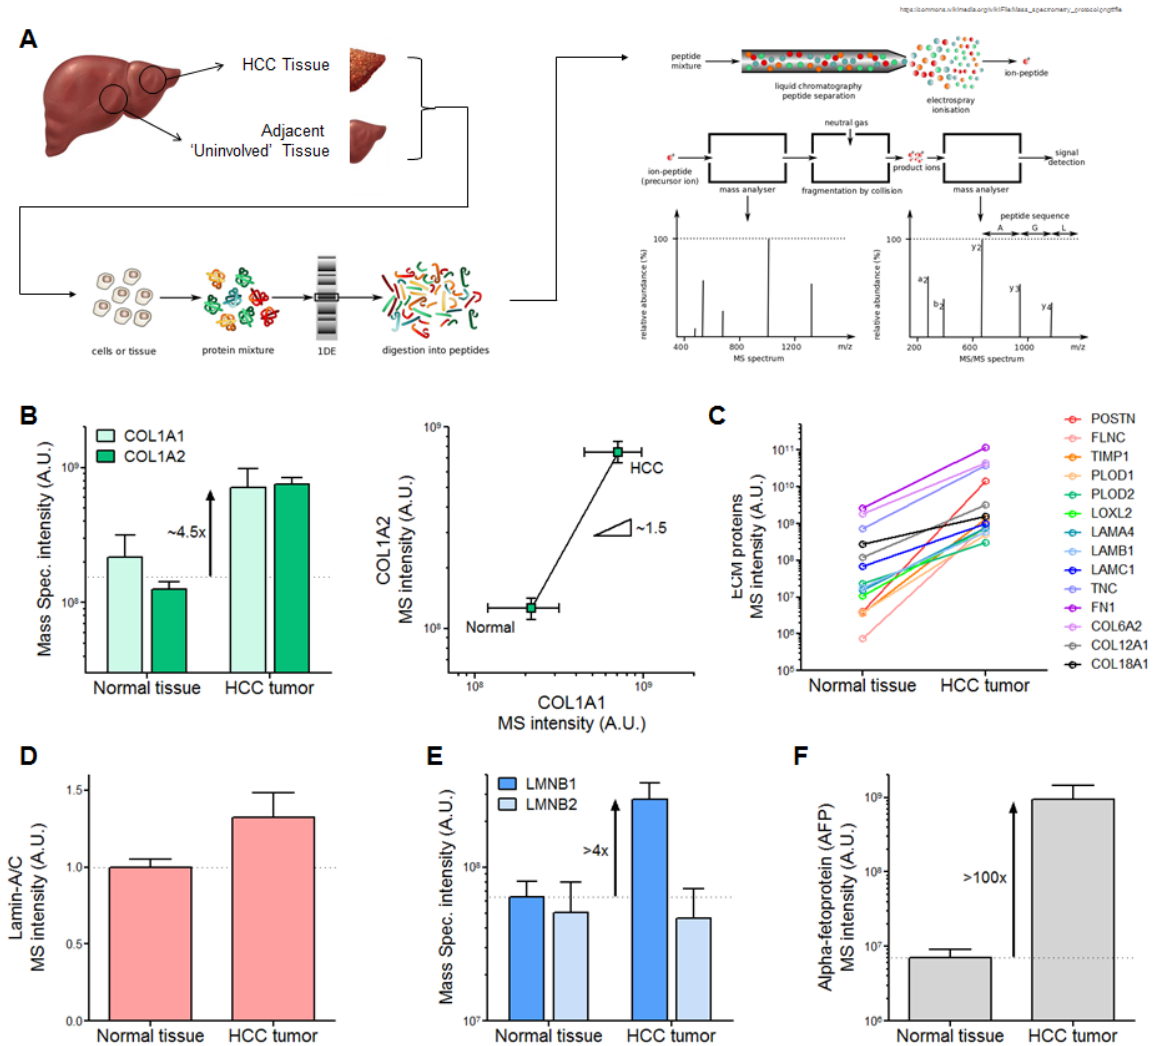 https://commons.wikimedia.org/wiki/File:Mass_spectrometry_protocol.png#file
A
HCC Tissue
Adjacent
‘Uninvolved’ Tissue
cells or tissue
protein mixture
1DE
digestion into peptides
peptide
mixture
liquid chromatography
peptide separation
electrospray
ionisation
ion-peptide
neutral gas
ion-peptide
(precursor ion)
mass analyser
fragmentation by collision
product ions
mass analyser
signal
detection
relative abundance (%)
100
400
800
1200
m/z
MS spectrum
relative abundance (%)
100
peptide sequence
A
G
L
a2
b2
y2
y3
y4
200
600
1000
m/z
MS/MS spectrum
B
Mass Spec. intensity (A.U.)
COL1A1
COL1A2
10⁹
10⁸
~4.5x
Normal tissue
HCC tumor
COL1A2
MS intensity (A.U.)
10⁹
10⁸
HCC
~1.5
Normal
10⁸
10⁹
COL1A1
MS intensity (A.U.)
C
ECM proteins
MS intensity (A.U.)
10¹¹
10¹⁰
10⁹
10⁸
10⁷
10⁶
10⁵
Normal tissue
HCC tumor
POSTN
FLNC
TIMP1
PLOD1
PLOD2
LOXL2
LAMA4
LAMB1
LAMC1
TNC
FN1
COL6A2
COL12A1
COL18A1
D
Lamin-A/C
MS intensity (A.U.)
1.5
1.0
0.5
0.0
Normal tissue
HCC tumor
E
Mass Spec. intensity (A.U.)
LMNB1
LMNB2
10⁸
10⁷
>4x
Normal tissue
HCC tumor
F
Alpha-fetoprotein (AFP)
MS intensity (A.U.)
10⁹
10⁸
10⁷
10⁶
>100x
Normal tissue
HCC tumor